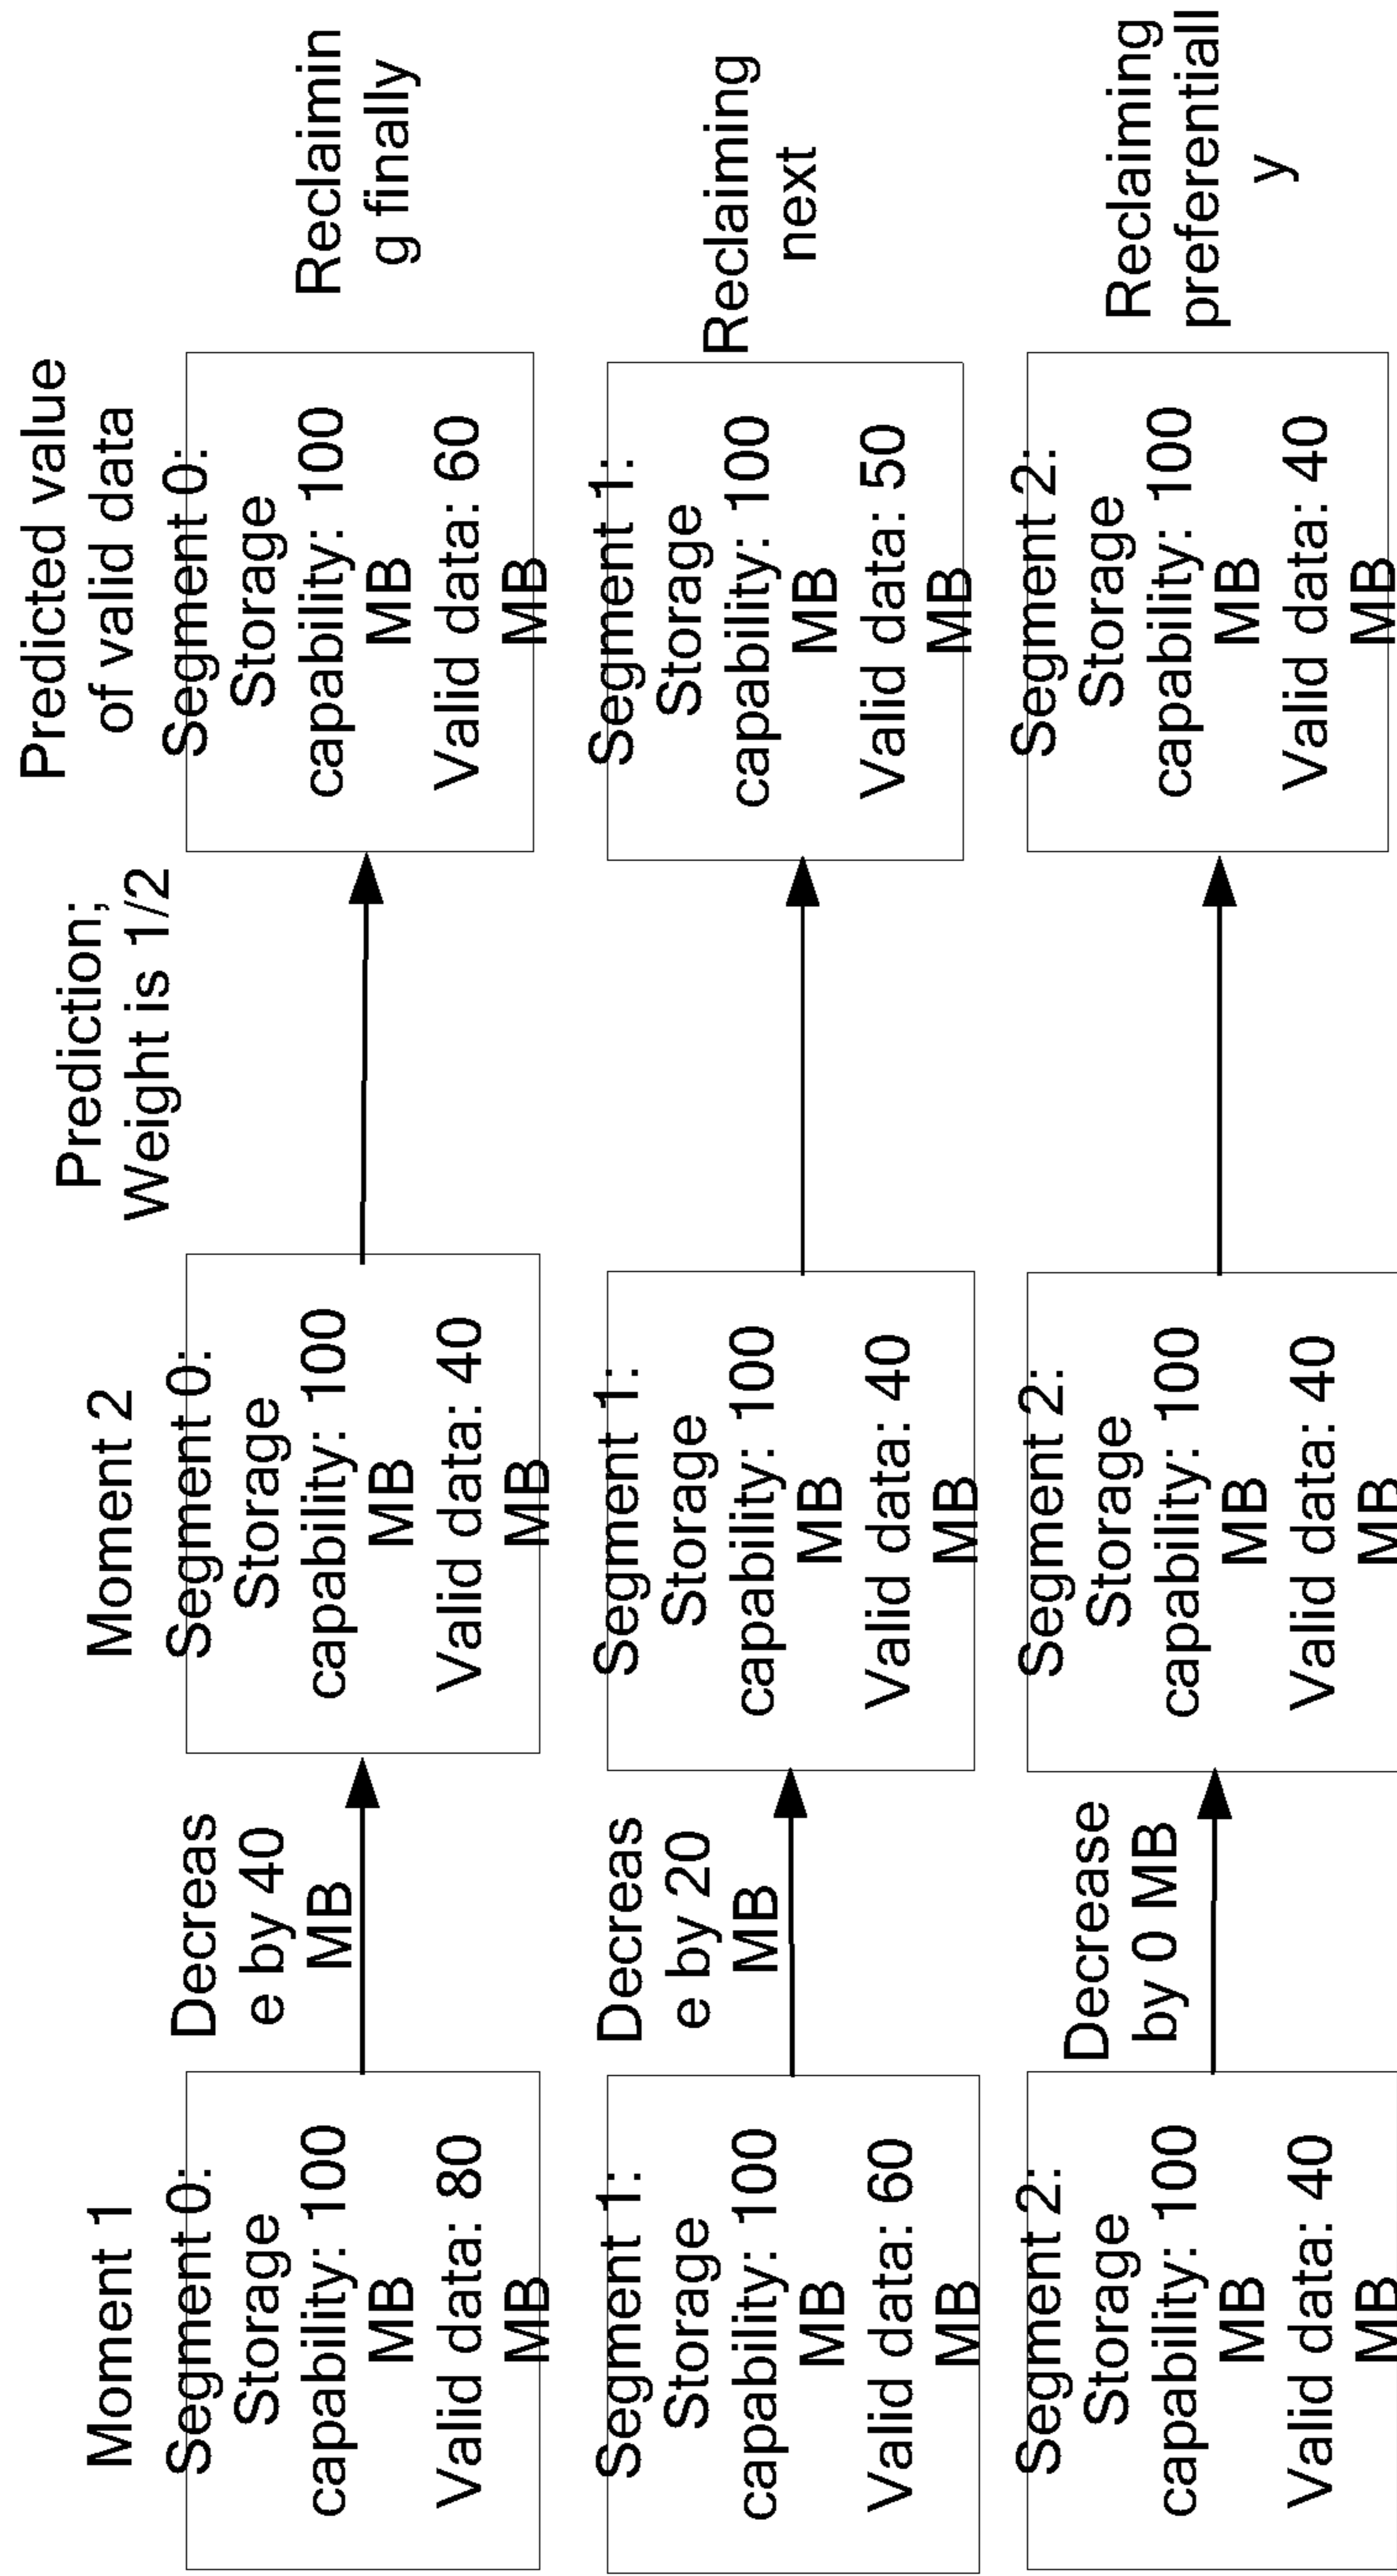 Moment 1
Moment 2
Prediction;
Weight is 1/2
Predicted value
of valid data
Segment 0:
Storage
capability: 100
MB
Valid data: 80
MB
Decreas
e by 40
MB
Segment 0:
Storage
capability: 100
MB
Valid data: 40
MB
Segment 0:
Storage
capability: 100
MB
Valid data: 60
MB
Reclaimin
g finally
Segment 1:
Storage
capability: 100
MB
Valid data: 60
MB
Decreas
e by 20
MB
Segment 1:
Storage
capability: 100
MB
Valid data: 40
MB
Segment 1:
Storage
capability: 100
MB
Valid data: 50
MB
Reclaiming
next
Segment 2:
Storage
capability: 100
MB
Valid data: 40
MB
Decrease
by 0 MB
Segment 2:
Storage
capability: 100
MB
Valid data: 40
MB
Segment 2:
Storage
capability: 100
MB
Valid data: 40
MB
Reclaiming
preferentiall
y